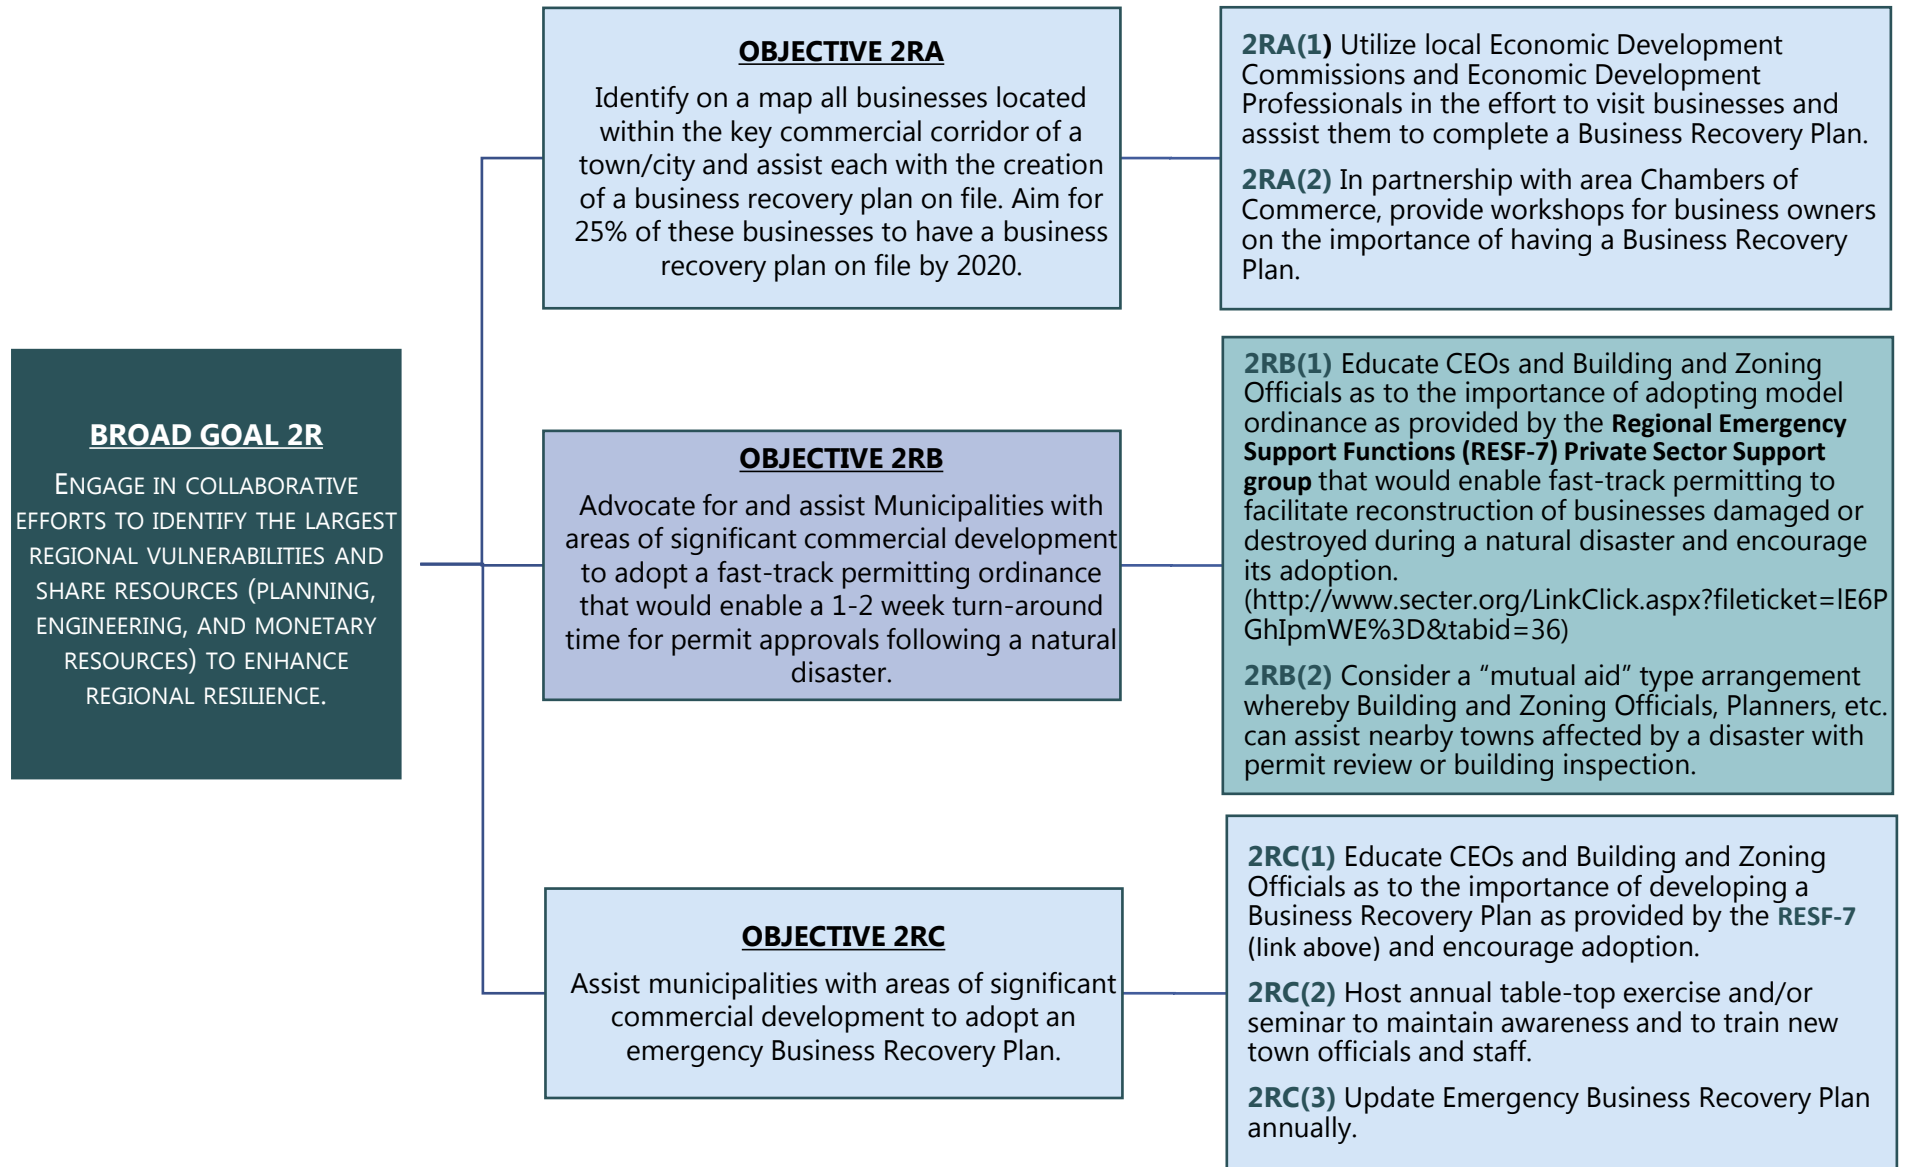 BROAD GOAL 2R
ENGAGE IN COLLABORATIVE
EFFORTS TO IDENTIFY THE LARGEST
REGIONAL VULNERABILITIES AND
SHARE RESOURCES (PLANNING,
ENGINEERING, AND MONETARY
RESOURCES) TO ENHANCE
REGIONAL RESILIENCE.
OBJECTIVE 2RA
Identify on a map all businesses located
within the key commercial corridor of a
town/city and assist each with the creation
of a business recovery plan on file. Aim for
25% of these businesses to have a business
recovery plan on file by 2020.
2RA(1) Utilize local Economic Development
Commissions and Economic Development
Professionals in the effort to visit businesses and
asssist them to complete a Business Recovery Plan.
2RA(2) In partnership with area Chambers of
Commerce, provide workshops for business owners
on the importance of having a Business Recovery
Plan.
OBJECTIVE 2RB
Advocate for and assist Municipalities with
areas of significant commercial development
to adopt a fast-track permitting ordinance
that would enable a 1-2 week turn-around
time for permit approvals following a natural
disaster.
2RB(1) Educate CEOs and Building and Zoning
Officials as to the importance of adopting model
ordinance as provided by the Regional Emergency
Support Functions (RESF-7) Private Sector Support
group that would enable fast-track permitting to
facilitate reconstruction of businesses damaged or
destroyed during a natural disaster and encourage
its adoption.
(http://www.secter.org/LinkClick.aspx?fileticket=lE6P
GhIpmWE%3D&tabid=36)
2RB(2) Consider a “mutual aid” type arrangement
whereby Building and Zoning Officials, Planners, etc.
can assist nearby towns affected by a disaster with
permit review or building inspection.
OBJECTIVE 2RC
Assist municipalities with areas of significant
commercial development to adopt an
emergency Business Recovery Plan.
2RC(1) Educate CEOs and Building and Zoning
Officials as to the importance of developing a
Business Recovery Plan as provided by the RESF-7
(link above) and encourage adoption.
2RC(2) Host annual table-top exercise and/or
seminar to maintain awareness and to train new
town officials and staff.
2RC(3) Update Emergency Business Recovery Plan
annually.